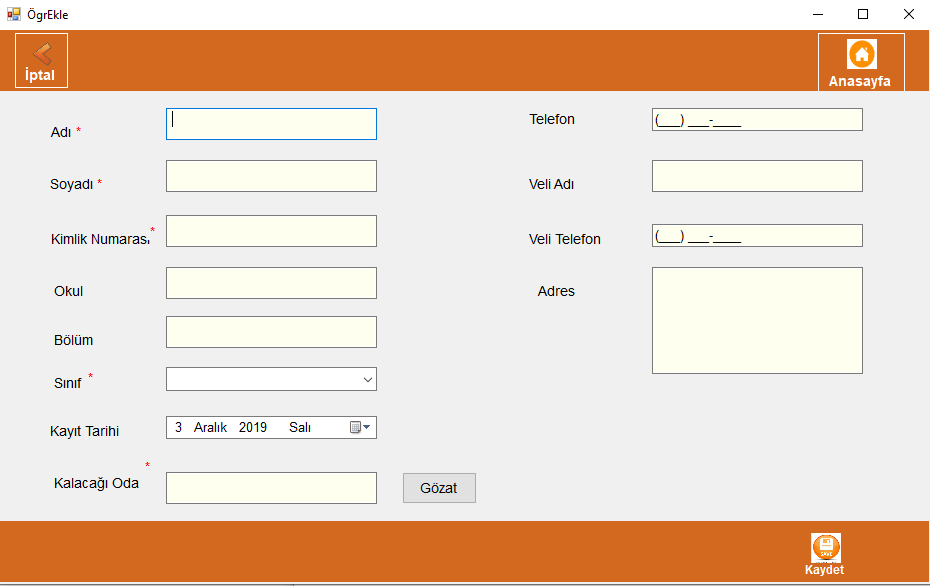 ÖgrEkle
İptal
Anasayfa
Adı *
Soyadı *
Kimlik Numarası *
Okul
Bölüm
Sınıf *
Kayıt Tarihi
3 Aralık 2019 Salı
Kalacağı Oda *
Gözat
Telefon
(___) ___-____
Veli Adı
Veli Telefon
(___) ___-____
Adres
SAVE
Kaydet